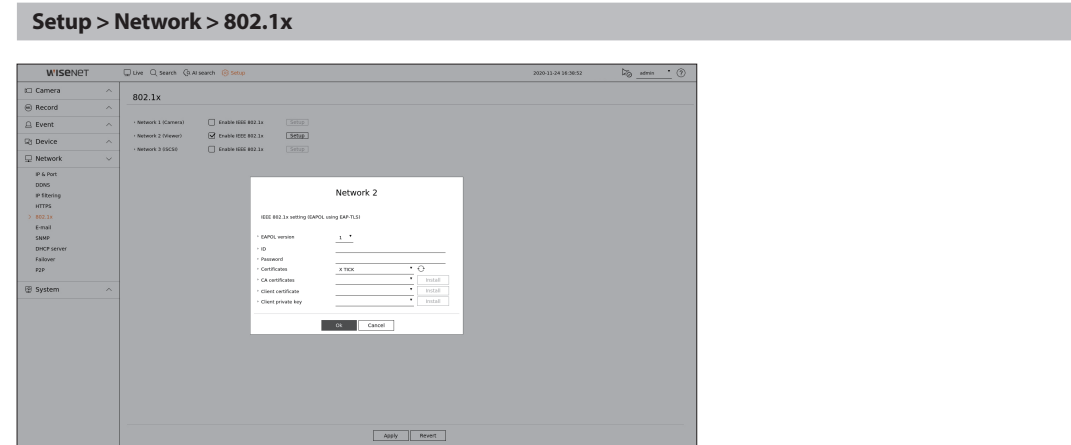 Setup > Network > 802.1x
WISENET
Live Search AI search Setup
2020-11-24 16:38:52
admin
Camera
Record
Event
Device
Network
IP & Port
DDNS
IP filtering
HTTPS
802.1x
E-mail
SNMP
DHCP server
Failover
P2P
System
802.1x
Network 1 (Camera) Enable IEEE 802.1x Setup
Network 2 (Viewer) Enable IEEE 802.1x Setup
Network 3 (iSCSI) Enable IEEE 802.1x Setup
Network 2
IEEE 802.1x setting (EAPOL using EAP-TLS)
EAPOL version 1
ID
Password
Certificates X TICK
CA certificates Install
Client certificate Install
Client private key Install
Ok Cancel
Apply Revert